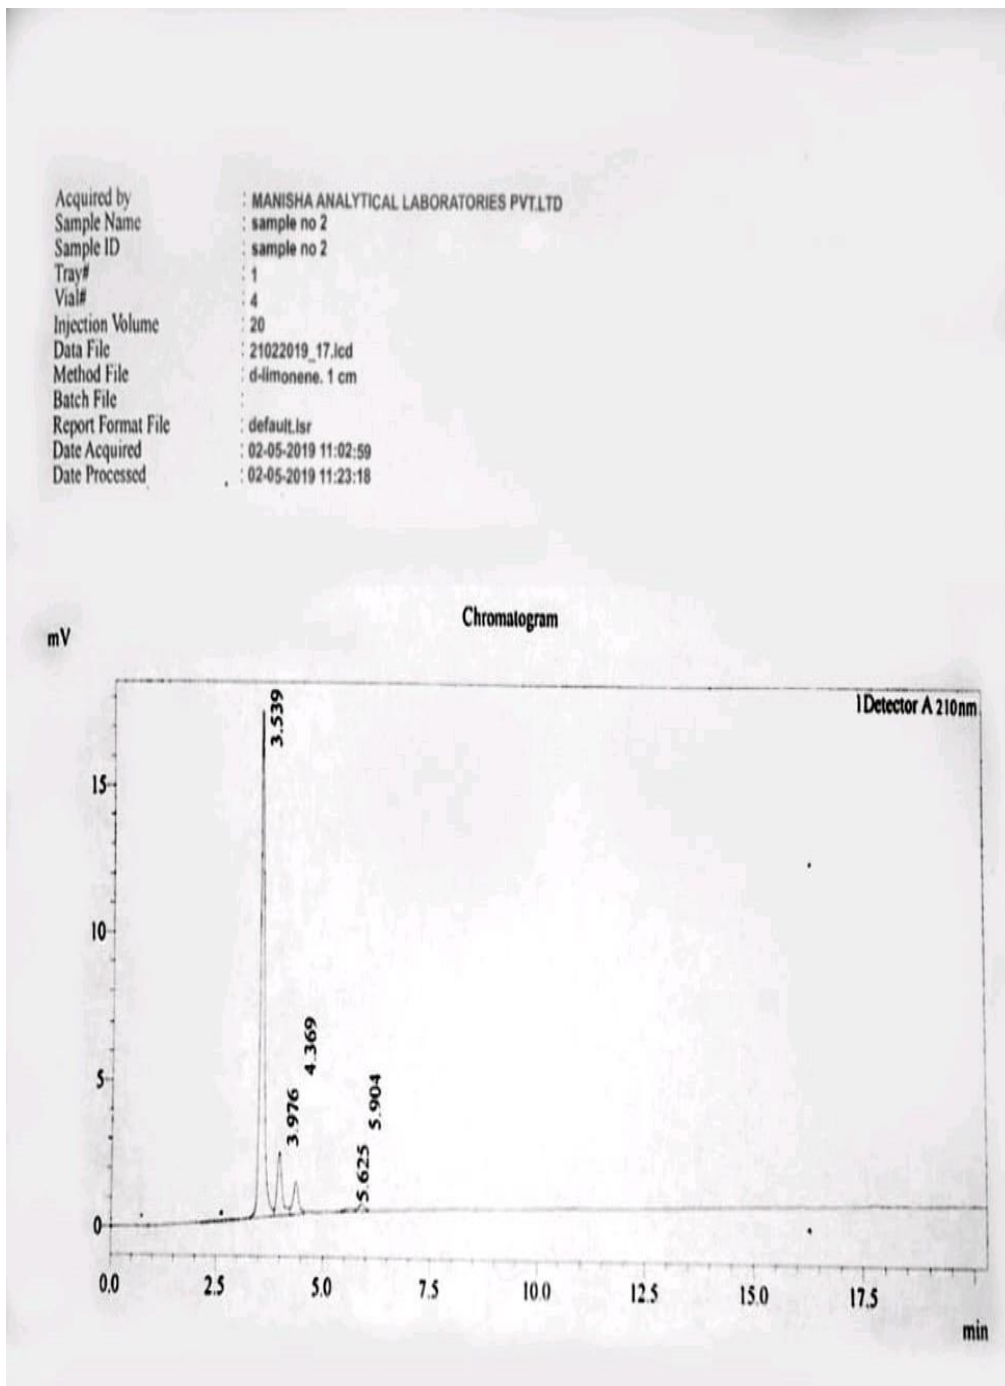 Acquired by : MANISHA ANALYTICAL LABORATORIES PVT.LTD
Sample Name : sample no 2
Sample ID : sample no 2
Tray# : 1
Vial# : 4
Injection Volume : 20
Data File : 21022019_17.lcd
Method File : d-limonene. 1 cm
Batch File :
Report Format File : default.lsr
Date Acquired : 02-05-2019 11:02:59
Date Processed : 02-05-2019 11:23:18
Chromatogram
mV
1 Detector A 210nm
3.539
15
10
4.369
5
3.976
5.904
5.625
0
0.0 2.5 5.0 7.5 10.0 12.5 15.0 17.5
min